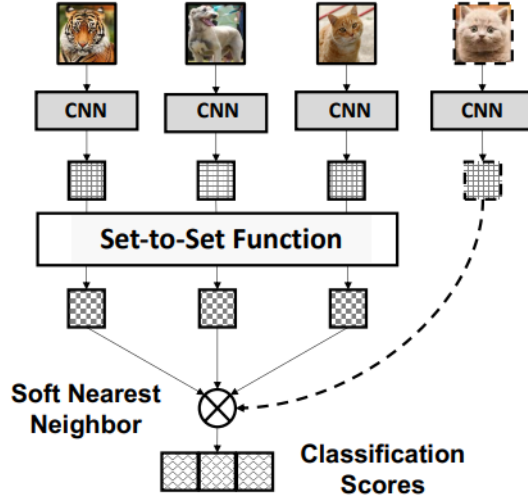 CNN
CNN
CNN
CNN
Set-to-Set Function
Soft Nearest
Neighbor
Classification
Scores